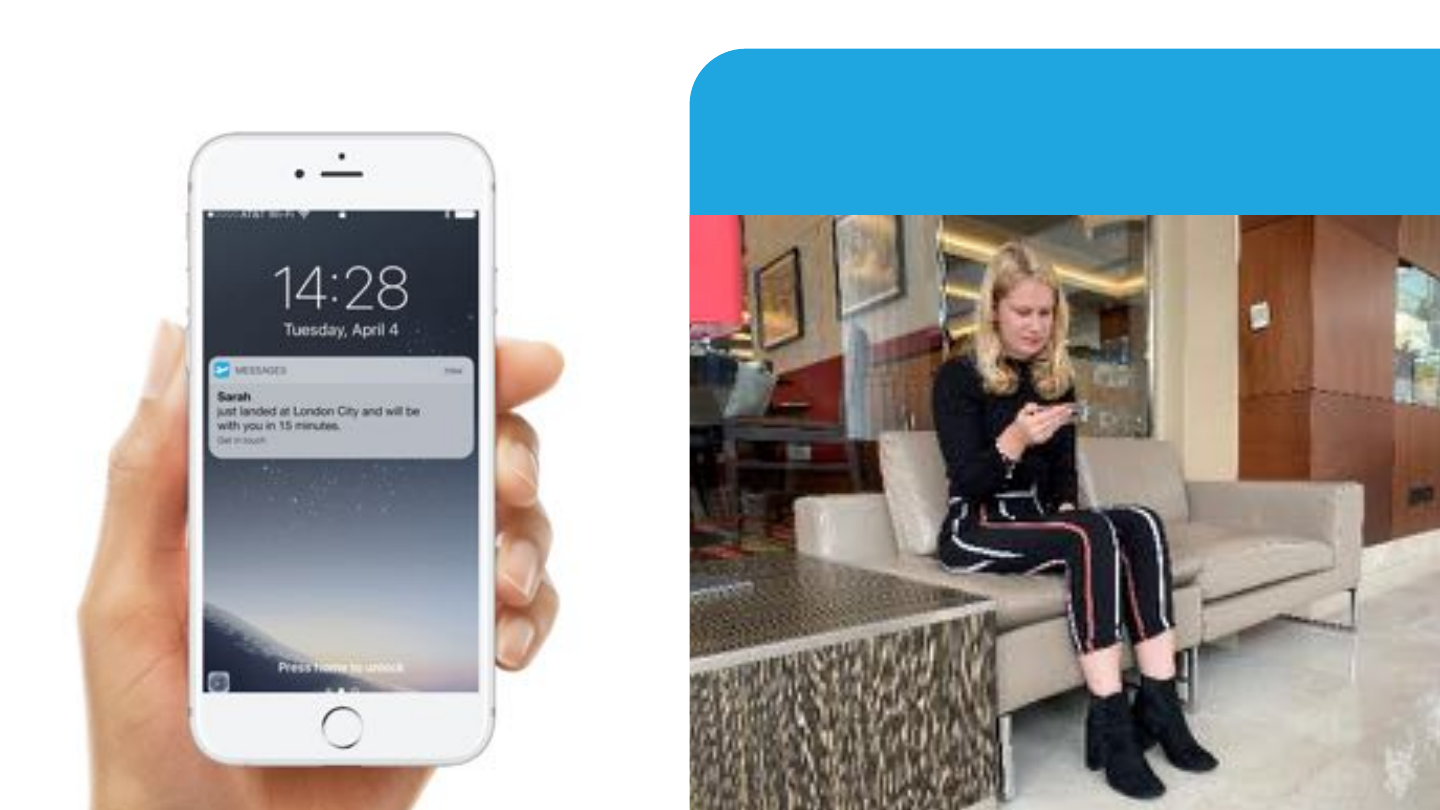 AT&T Wi-Fi
14:28
Tuesday, April 4
MESSAGES now
Sarah
just landed at London City and will be
with you in 15 minutes.
Get in touch
Press home to unlock